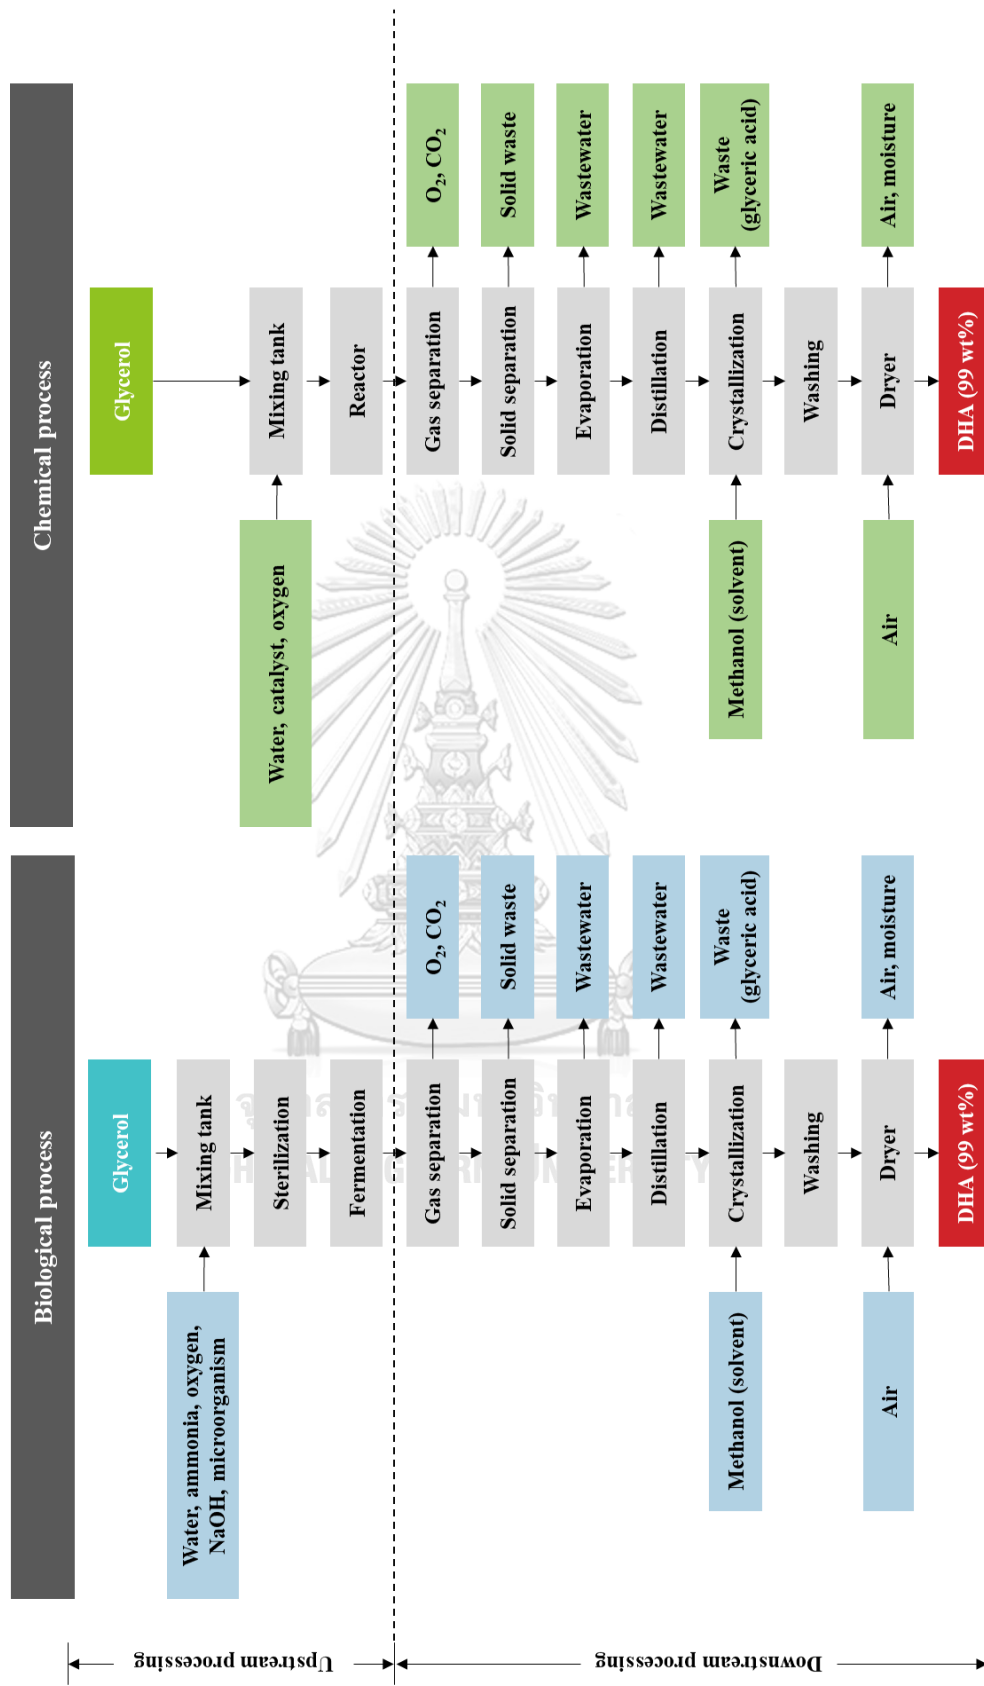 Biological process
Glycerol
Water, ammonia, oxygen,
NaOH, microorganism
Mixing tank
Sterilization
Fermentation
Gas separation
O₂, CO₂
Solid separation
Solid waste
Evaporation
Wastewater
Distillation
Wastewater
Methanol (solvent)
Crystallization
Waste
(glyceric acid)
Washing
Air
Dryer
Air, moisture
DHA (99 wt%)
Chemical process
Glycerol
Water, catalyst, oxygen
Mixing tank
Reactor
Gas separation
O₂, CO₂
Solid separation
Solid waste
Evaporation
Wastewater
Distillation
Wastewater
Methanol (solvent)
Crystallization
Waste
(glyceric acid)
Washing
Air
Dryer
Air, moisture
DHA (99 wt%)
Upstream processing
Downstream processing